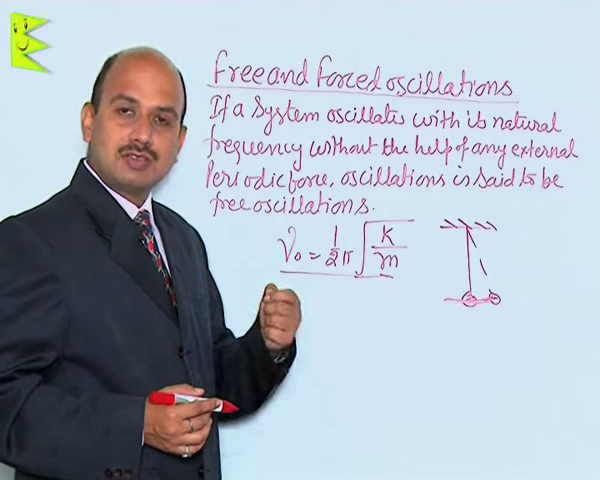 Free and Forced oscillations
If a System oscillates with its natural
frequency without the help of any external
Periodic force, oscillations is said to be
free oscillations.
ν₀ = 1/2π √k/m